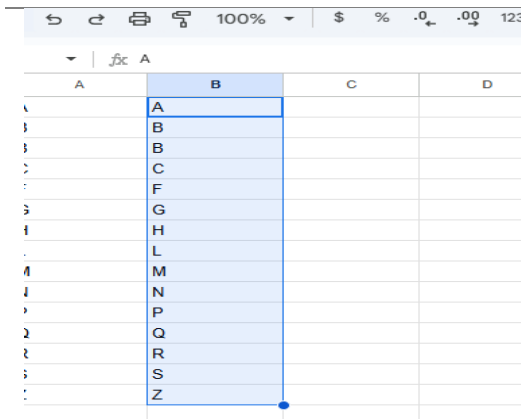 100% $ % .0 .00 123
fx A
A B C D
A A
B B
B B
C C
F F
G G
H H
L L
M M
N N
P P
Q Q
R R
S S
Z Z